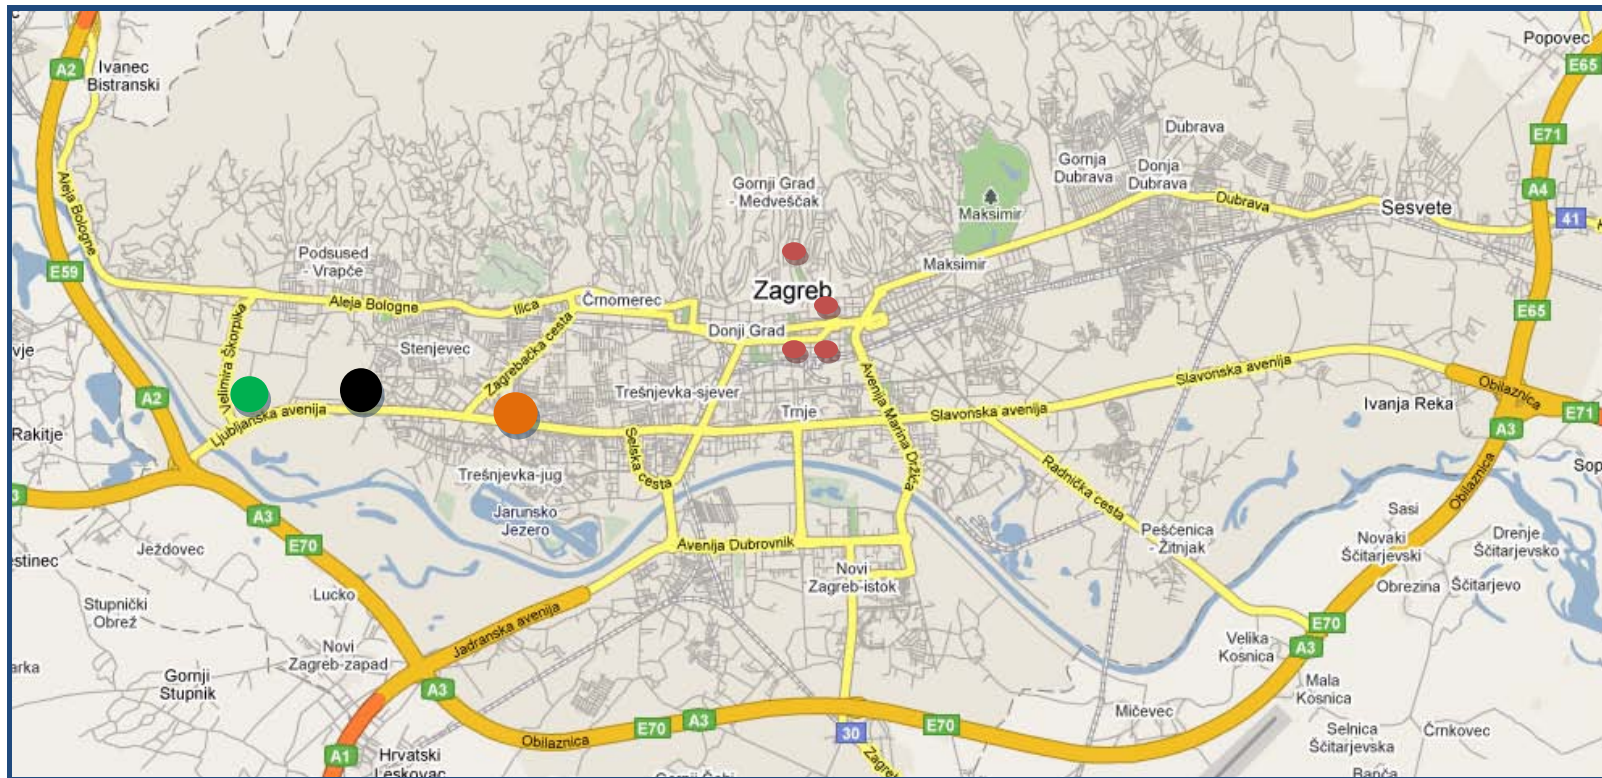 A2
Ivanec
Bistranski
Popovec
E65
E71
Dubrava
Gornja
Dubrava
Donja
Dubrava
A4
41
Gornji Grad
- Medveščak
Maksimir
Dubrava
Sesvete
Aleja Bologne
E59
Podsused
- Vrapče
Maksimir
Zagreb
Aleja Bologne
Ilica
Črnomerec
Velimira Škorpika
Donji Grad
E65
Stenjevec
Zagrebačka cesta
A2
Trešnjevka-sjever
Avenija Marina Držića
Slavonska avenija
Obilaznica
Ivanja Reka
E71
Ljubljanska avenija
Trnje
Slavonska avenija
A3
Rakitje
Selska cesta
Trešnjevka-jug
Radnička cesta
Obilaznica
Jarunsko
Jezero
A3
E70
Sasi
Pešćenica
- Žitnjak
Novaki
Ščitarjevski
Drenje
Ščitarjevsko
Ježdovec
Avenija Dubrovnik
Novi
Zagreb-istok
Obrezina
Ščitarjevo
Lučko
Stupnički
Obrež
Jadranska avenija
E70
A3
Velika
Kosnica
Novi
Zagreb-zapad
Gornji
Stupnik
A3
Mala
Kosnica
Mičevec
Obilaznica
E70
A3
30
E70
Selnica
Ščitarjevska
Črnkovec
A1
Hrvatski
Leskovac